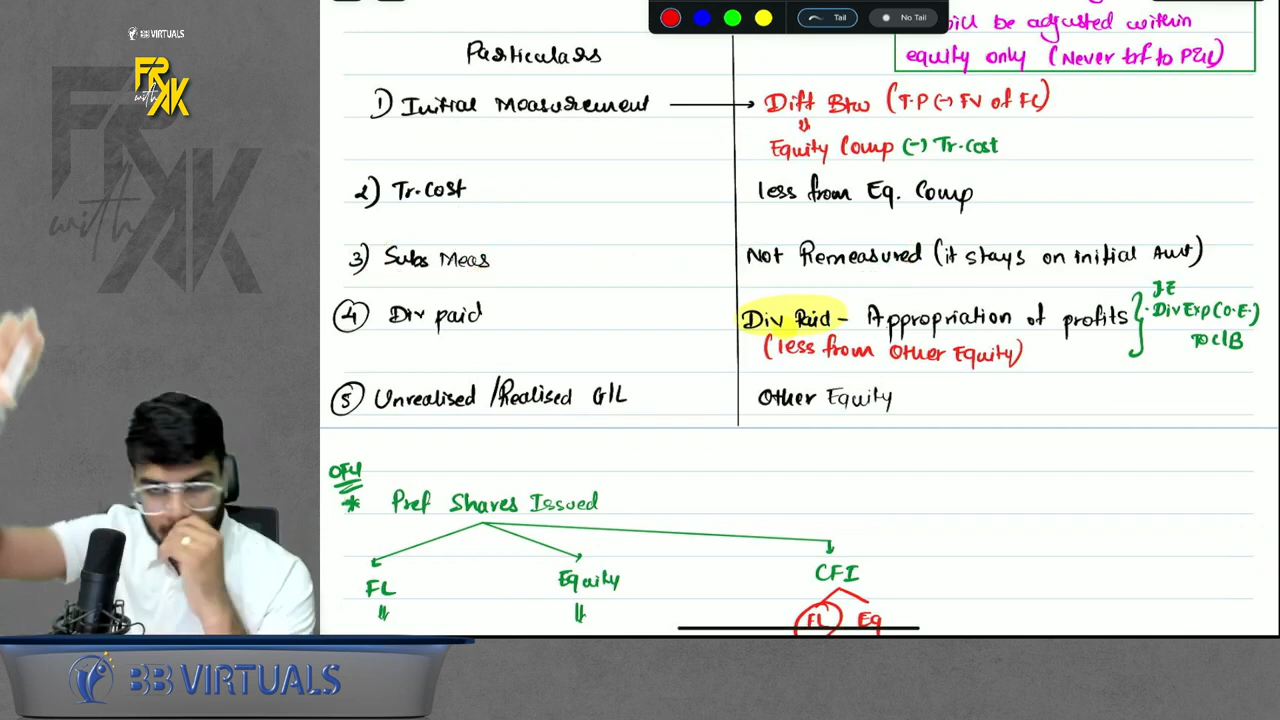 Tail
No Tail
BB VIRTUALS
FR
with AK
FR
with AK
will be adjusted within
equity only (Never trf to P&L)
Particulars
1) Initial Measurement → Diff Btw (T.P (-) FV of FL)
Equity Comp (-) Tr.Cost
2) Tr.Cost
less from Eq. Comp
3) Subs Meas
Not Remeasured (it stays on initial Amt)
4) Div paid
Div Paid - Appropriation of profits
(less from Other Equity)
JE
Div Exp (O.E.)
To C/B
5) Unrealised / Realised G/L
Other Equity
* Pref Shares Issued
FL
Equity
CFI
FL
Eq
BB VIRTUALS